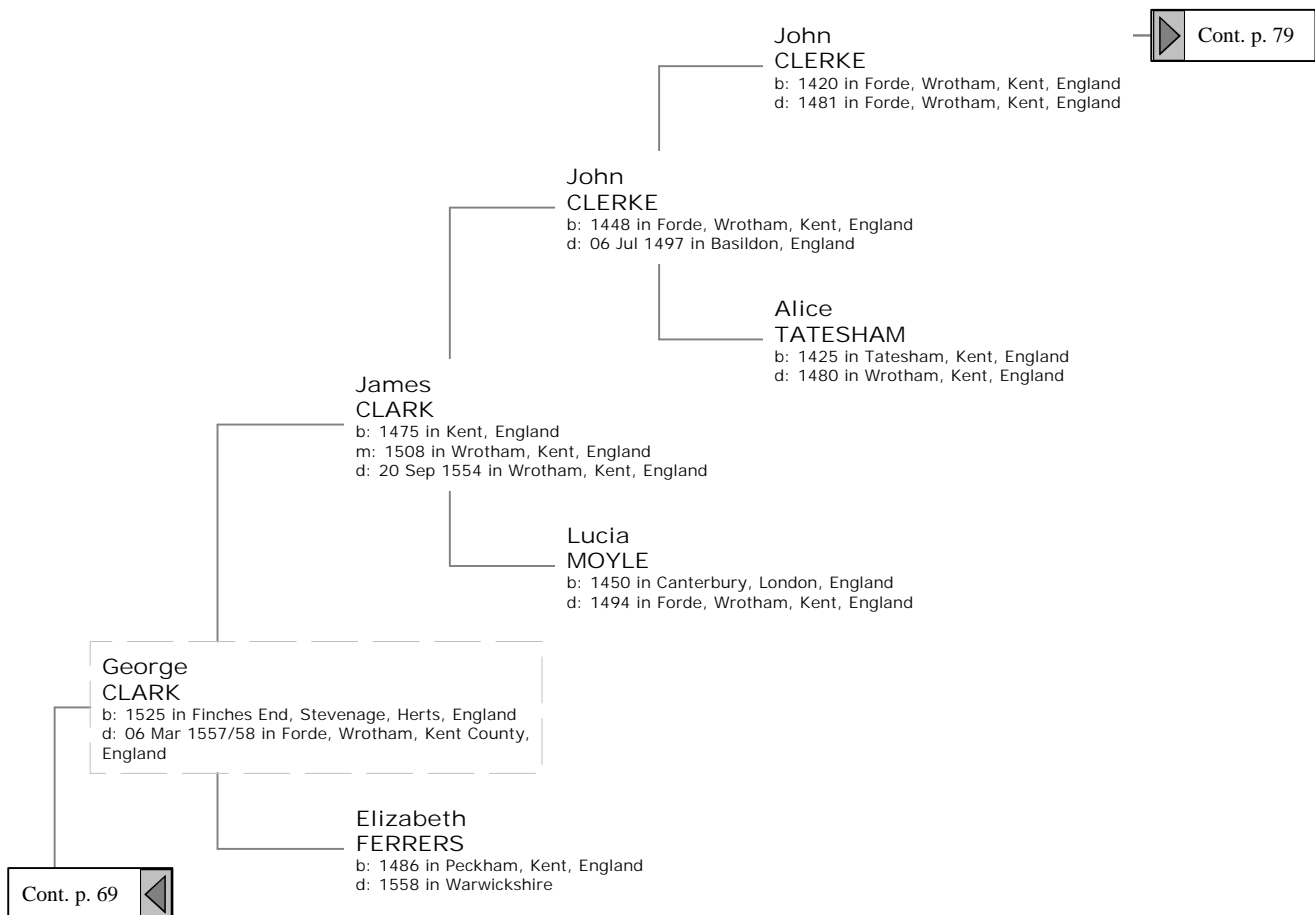 John
CLERKE
b: 1420 in Forde, Wrotham, Kent, England
d: 1481 in Forde, Wrotham, Kent, England
Cont. p. 79
John
CLERKE
b: 1448 in Forde, Wrotham, Kent, England
d: 06 Jul 1497 in Basildon, England
Alice
TATESHAM
b: 1425 in Tatesham, Kent, England
d: 1480 in Wrotham, Kent, England
James
CLARK
b: 1475 in Kent, England
m: 1508 in Wrotham, Kent, England
d: 20 Sep 1554 in Wrotham, Kent, England
Lucia
MOYLE
b: 1450 in Canterbury, London, England
d: 1494 in Forde, Wrotham, Kent, England
George
CLARK
b: 1525 in Finches End, Stevenage, Herts, England
d: 06 Mar 1557/58 in Forde, Wrotham, Kent County,
England
Elizabeth
FERRERS
b: 1486 in Peckham, Kent, England
d: 1558 in Warwickshire
Cont. p. 69